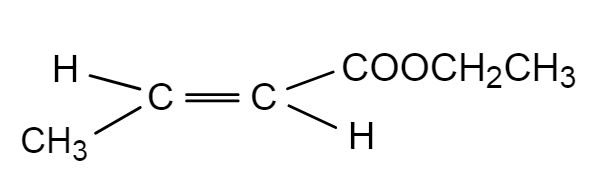 H COOCH₂CH₃
C = C
CH₃ H